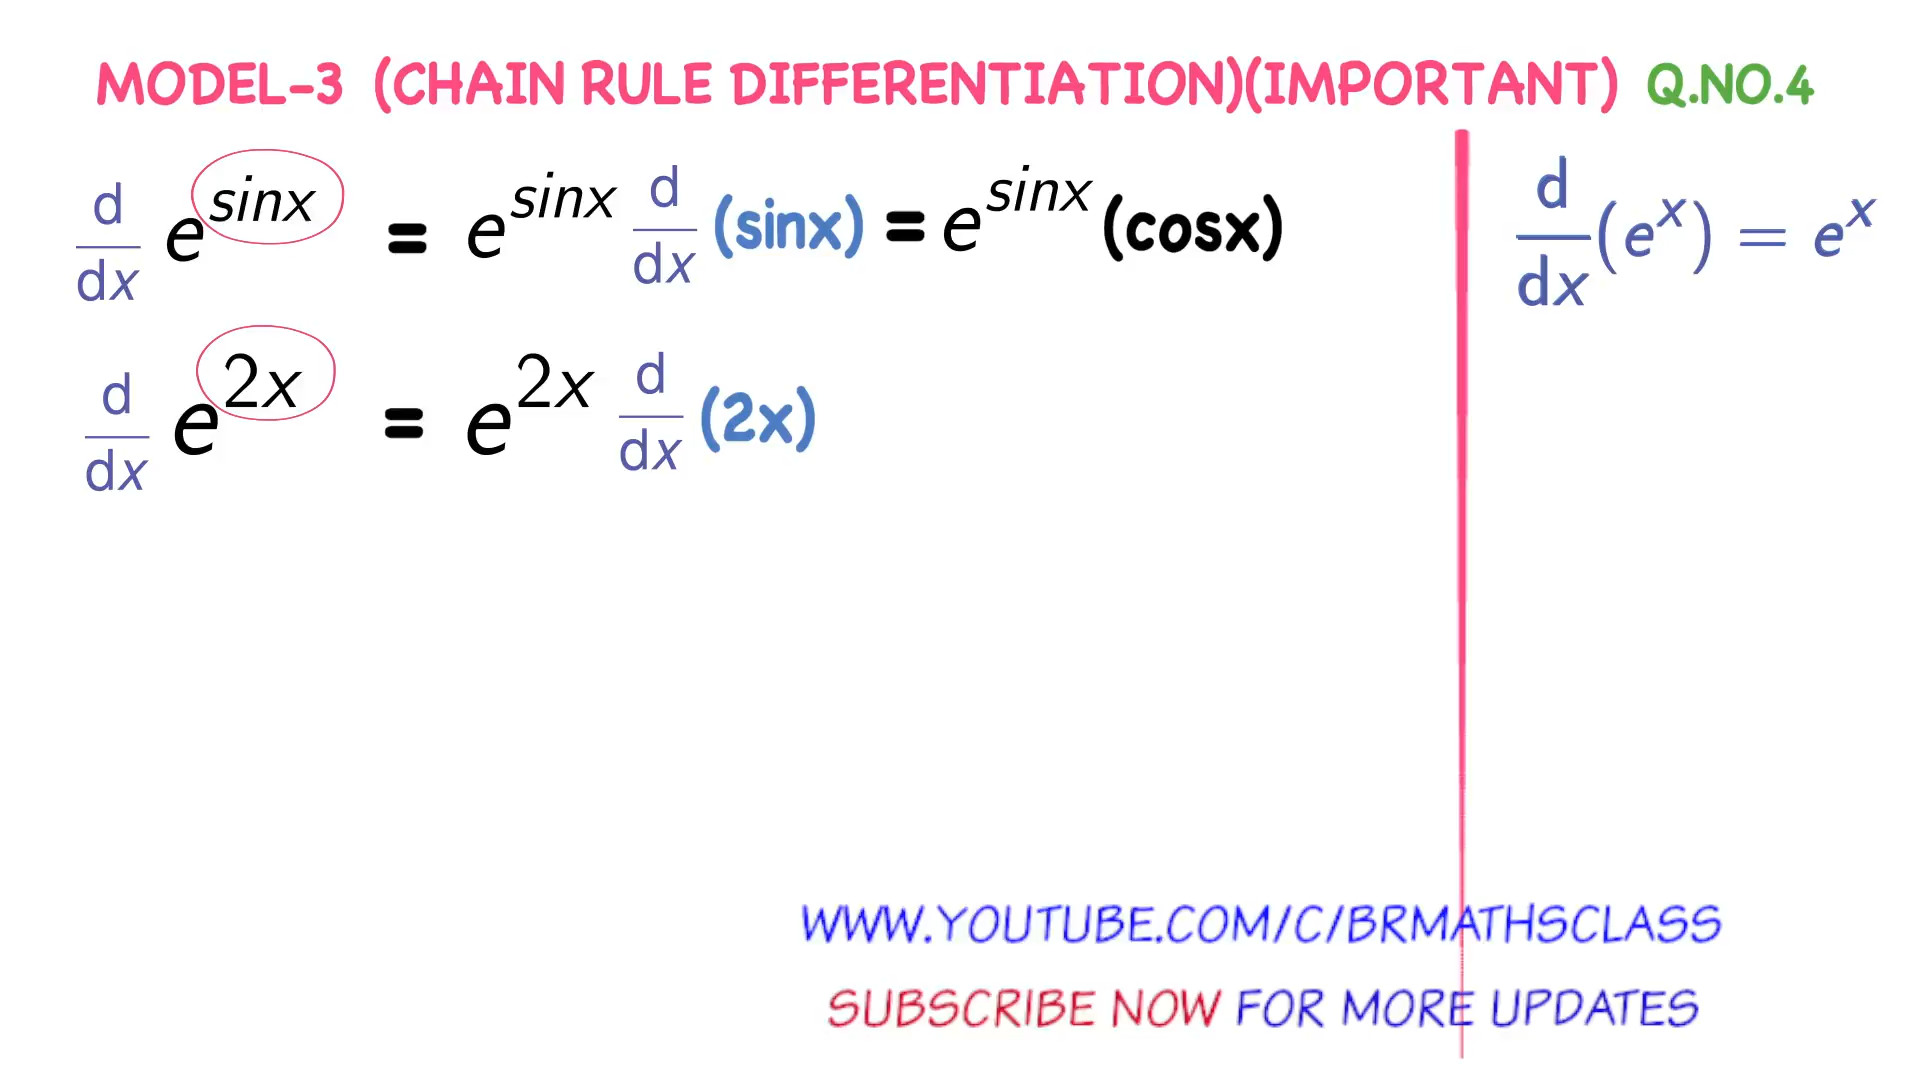 MODEL-3 (CHAIN RULE DIFFERENTIATION)(IMPORTANT) Q.NO.4
d/dx e^sinx = e^sinx d/dx (sinx) = e^sinx (cosx)
d/dx (e^x) = e^x
d/dx e^2x = e^2x d/dx (2x)
WWW.YOUTUBE.COM/C/BRMATHSCLASS
SUBSCRIBE NOW FOR MORE UPDATES